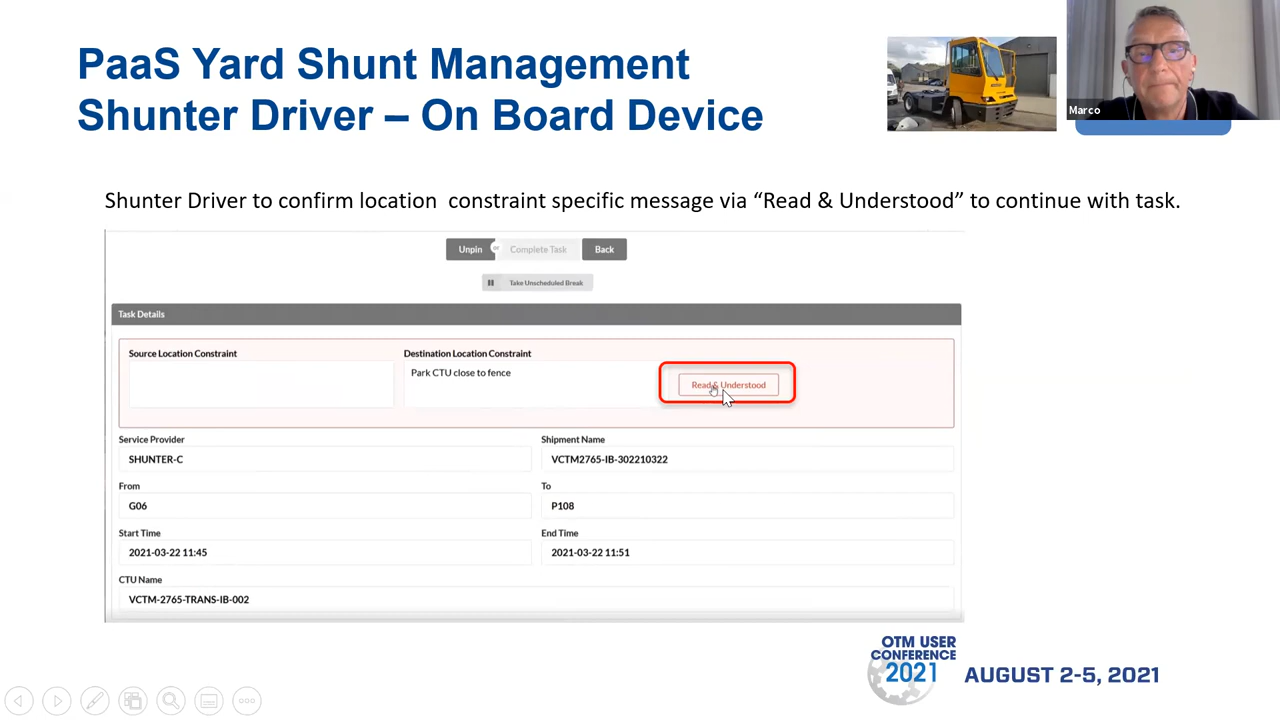 PaaS Yard Shunt Management
Shunter Driver – On Board Device
Marco
Shunter Driver to confirm location constraint specific message via “Read & Understood” to continue with task.
Unpin or Complete Task Back
Take Unscheduled Break
Task Details
Source Location Constraint Destination Location Constraint
Park CTU close to fence
Read & Understood
Service Provider Shipment Name
SHUNTER-C VCTM2765-IB-302210322
From To
G06 P108
Start Time End Time
2021-03-22 11:45 2021-03-22 11:51
CTU Name
VCTM-2765-TRANS-IB-002
OTM USER
CONFERENCE
2021 AUGUST 2-5, 2021